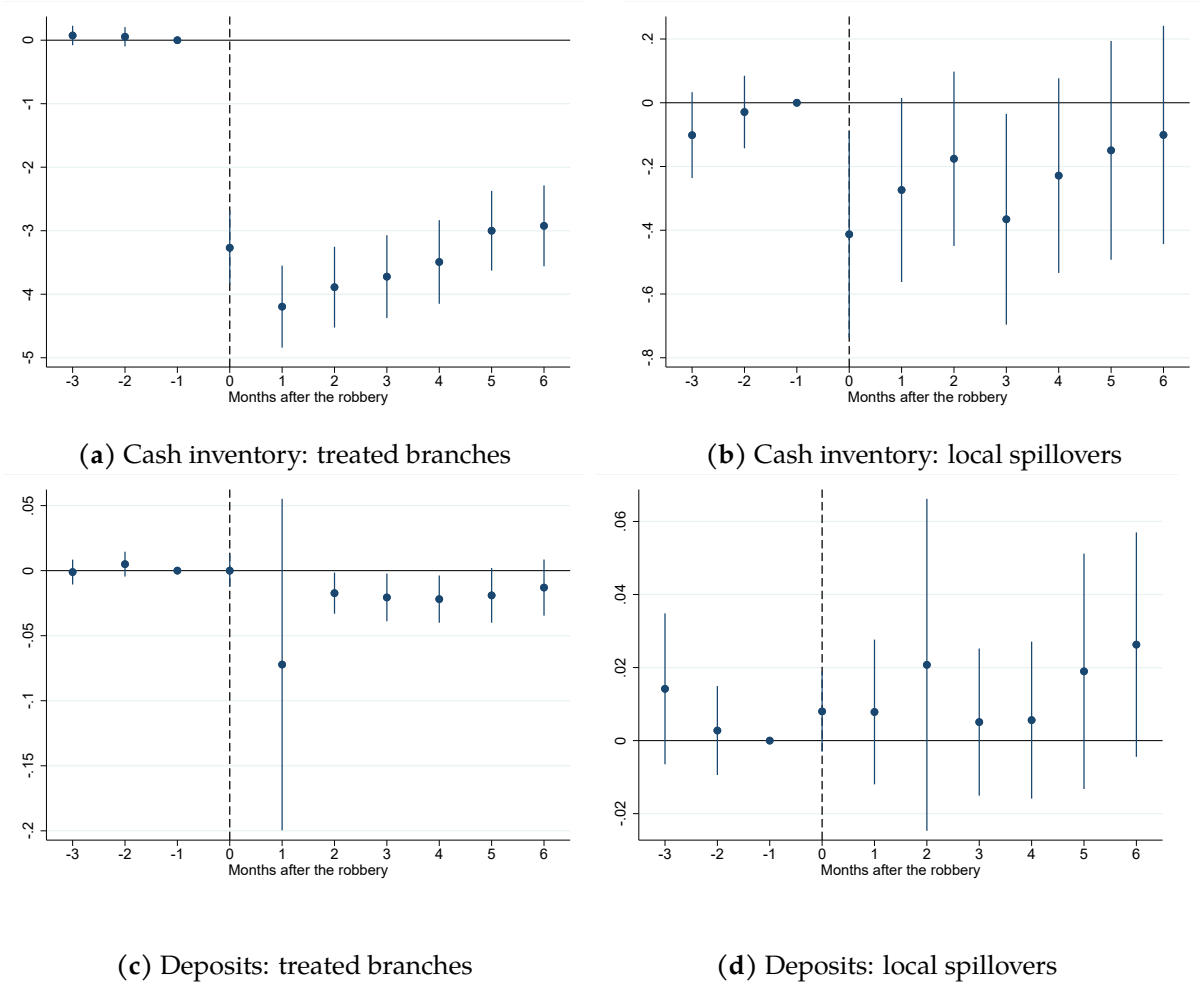 0
-1
-2
-3
-4
-5
-3 -2 -1 0 1 2 3 4 5 6
Months after the robbery
(a) Cash inventory: treated branches
.2
0
-.2
-.4
-.6
-.8
-3 -2 -1 0 1 2 3 4 5 6
Months after the robbery
(b) Cash inventory: local spillovers
.05
0
-.05
-.1
-.15
-.2
-3 -2 -1 0 1 2 3 4 5 6
Months after the robbery
(c) Deposits: treated branches
.06
.04
.02
0
-.02
-3 -2 -1 0 1 2 3 4 5 6
Months after the robbery
(d) Deposits: local spillovers